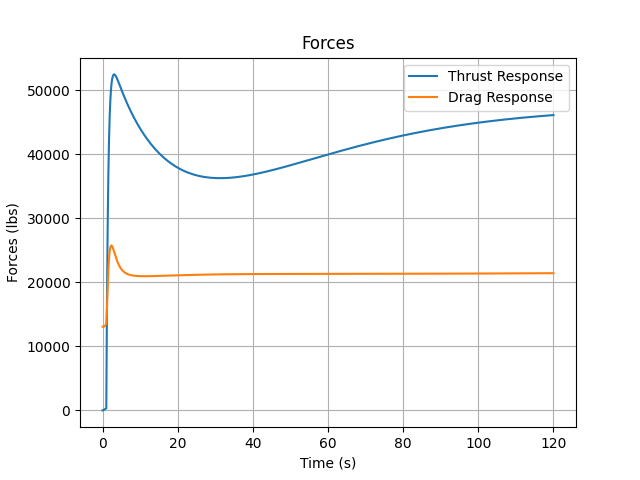 Forces
Thrust Response
Drag Response
50000
40000
30000
20000
10000
0
Forces (lbs)
0 20 40 60 80 100 120
Time (s)